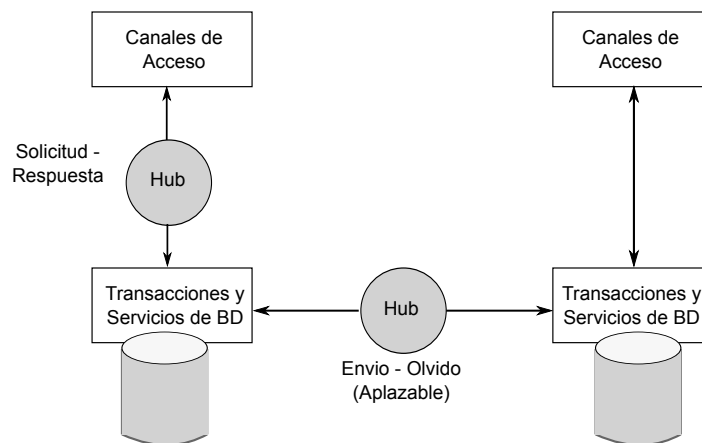 Canales de
Acceso
Canales de
Acceso
Solicitud -
Respuesta
Hub
Transacciones y
Servicios de BD
Hub
Transacciones y
Servicios de BD
Envio - Olvido
(Aplazable)